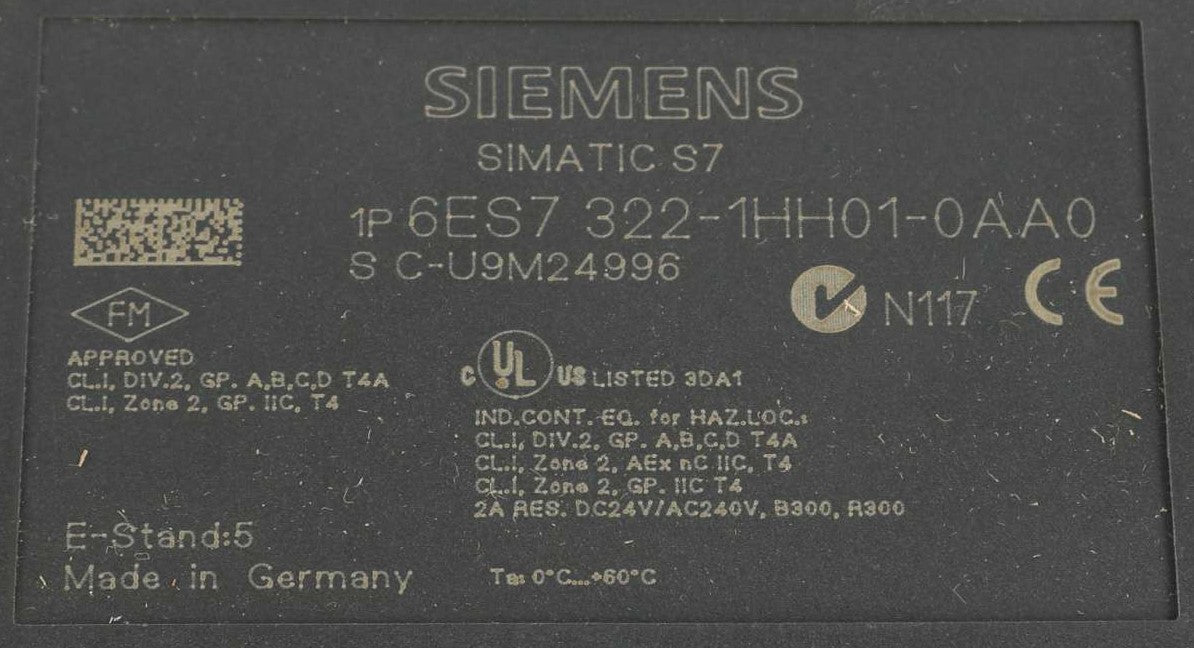 SIEMENS
SIMATIC S7
1P 6ES7 322-1HH01-0AA0
S C-U9M24996
N117 CE
FM
APPROVED
CL.I, DIV.2, GP. A,B,C,D T4A
CL.I, Zone 2, GP. IIC, T4
C UL US LISTED 3DA1
IND.CONT.EQ. for HAZ.LOC.:
CL.I, DIV.2, GP. A,B,C,D T4A
CL.I, Zone 2, AEx nC IIC, T4
CL.I, Zone 2, GP. IIC T4
2A RES. DC24V/AC240V, B300, R300
E-Stand:5
Made in Germany
Ta: 0°C...+60°C